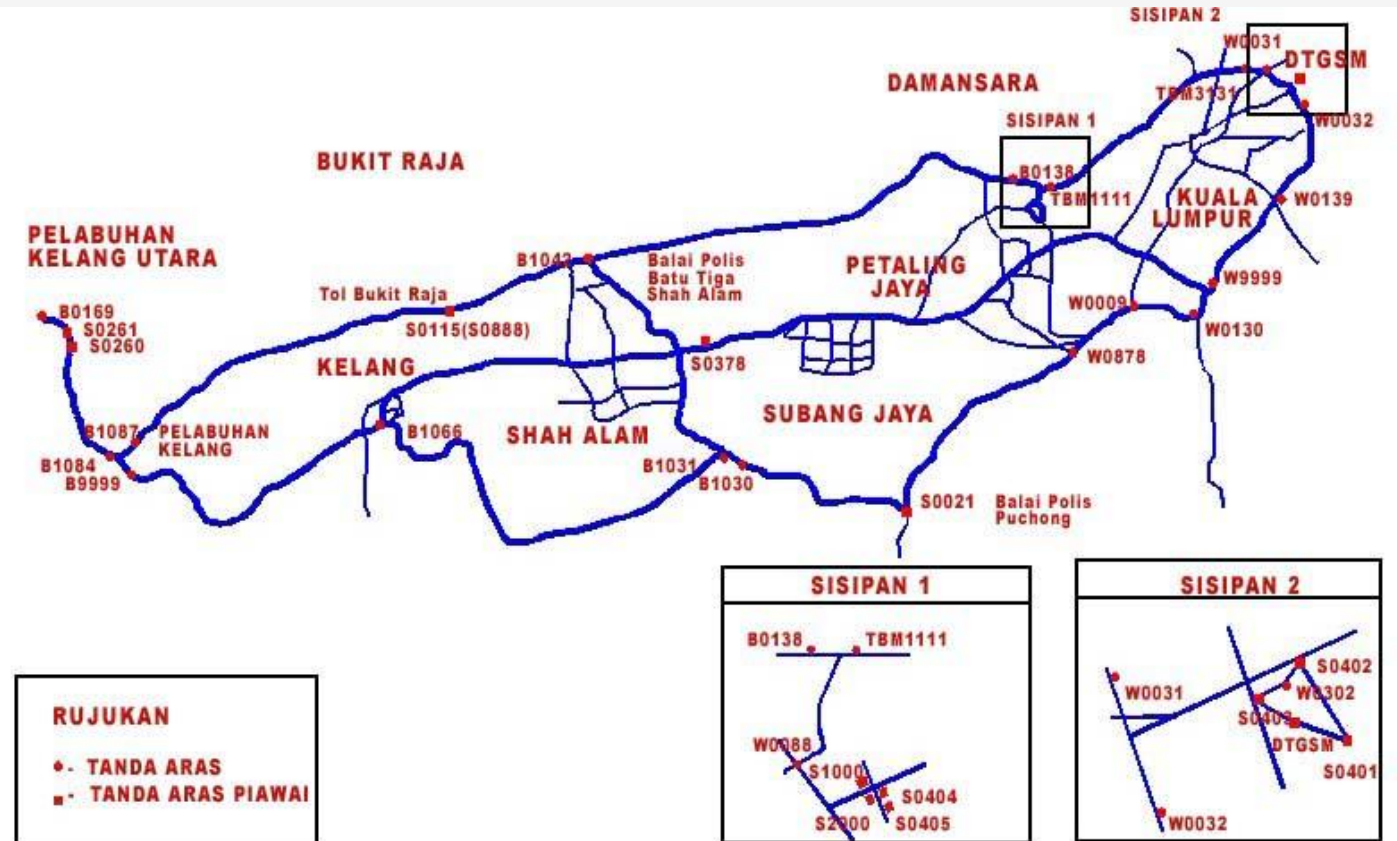 SISIPAN 2
W0031
DTGSM
DAMANSARA
TBM3131
SISIPAN 1
W0032
BUKIT RAJA
B0138
TBM1111
KUALA
LUMPUR
W0139
PELABUHAN
KELANG UTARA
B1042
Balai Polis
Batu Tiga
Shah Alam
PETALING
JAYA
W9999
Tol Bukit Raja
B0169
S0261
S0260
S0115(S0888)
W0009
W0130
S0378
W0878
KELANG
SUBANG JAYA
B1087
PELABUHAN
KELANG
B1066
SHAH ALAM
B1084
B9999
B1031
B1030
S0021
Balai Polis
Puchong
SISIPAN 1
B0138
TBM1111
W0088
S1000
S0404
S2000
S0405
SISIPAN 2
S0402
W0031
W0302
S0403
DTGSM
S0401
W0032
RUJUKAN
- TANDA ARAS
- TANDA ARAS PIAWAI